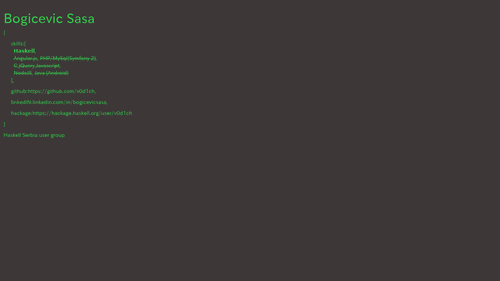 Bogicevic Sasa
{
skills:[
Haskell,
Angularjs, PHP/MySql(Symfony 2),
C, jQuery, Javascript,
NodeJS, Java (Android)
],
github:https://github.com/v0d1ch,
linkedIN:linkedin.com/in/bogicevicsasa,
hackage:https://hackage.haskell.org/user/v0d1ch
}
Haskell Serbia user group